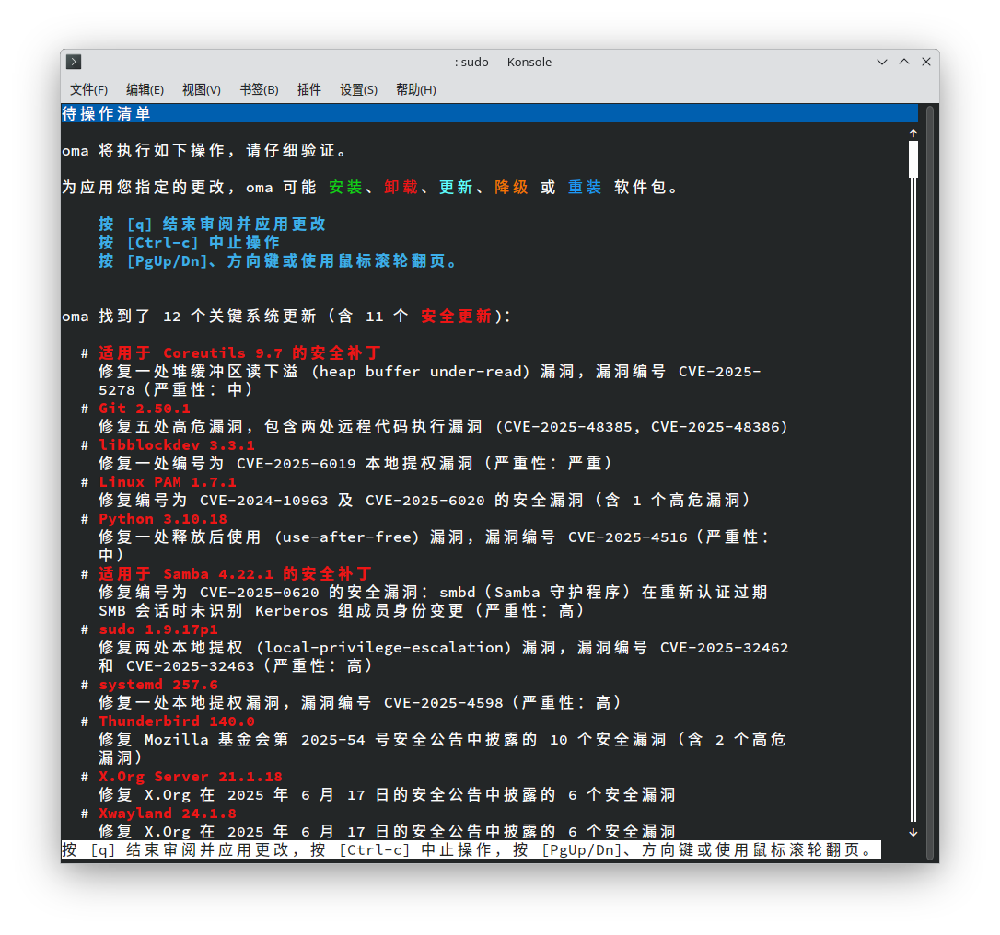 - : sudo — Konsole
文件(F) 编辑(E) 视图(V) 书签(B) 插件 设置(S) 帮助(H)
待操作清单
oma 将执行如下操作，请仔细验证。
为应用您指定的更改，oma 可能 安装、卸载、更新、降级 或 重装 软件包。
按 [q] 结束审阅并应用更改
按 [Ctrl-c] 中止操作
按 [PgUp/Dn]、方向键或使用鼠标滚轮翻页。
oma 找到了 12 个关键系统更新（含 11 个 安全更新)：
# 适用于 Coreutils 9.7 的安全补丁
修复一处堆缓冲区读下溢 (heap buffer under-read) 漏洞，漏洞编号 CVE-2025-
5278（严重性：中）
# Git 2.50.1
修复五处高危漏洞，包含两处远程代码执行漏洞 (CVE-2025-48385, CVE-2025-48386)
# libblockdev 3.3.1
修复一处编号为 CVE-2025-6019 本地提权漏洞（严重性：严重）
# Linux PAM 1.7.1
修复编号为 CVE-2024-10963 及 CVE-2025-6020 的安全漏洞（含 1 个高危漏洞）
# Python 3.10.18
修复一处释放后使用 (use-after-free) 漏洞，漏洞编号 CVE-2025-4516（严重性：
中）
# 适用于 Samba 4.22.1 的安全补丁
修复编号为 CVE-2025-0620 的安全漏洞：smbd（Samba 守护程序）在重新认证过期
SMB 会话时未识别 Kerberos 组成员身份变更（严重性：高）
# sudo 1.9.17p1
修复两处本地提权 (local-privilege-escalation) 漏洞，漏洞编号 CVE-2025-32462
和 CVE-2025-32463（严重性：高）
# systemd 257.6
修复一处本地提权漏洞，漏洞编号 CVE-2025-4598（严重性：高）
# Thunderbird 140.0
修复 Mozilla 基金会第 2025-54 号安全公告中披露的 10 个安全漏洞（含 2 个高危
漏洞）
# X.Org Server 21.1.18
修复 X.Org 在 2025 年 6 月 17 日的安全公告中披露的 6 个安全漏洞
# Xwayland 24.1.8
修复 X.Org 在 2025 年 6 月 17 日的安全公告中披露的 6 个安全漏洞
按 [q] 结束审阅并应用更改，按 [Ctrl-c] 中止操作，按 [PgUp/Dn]、方向键或使用鼠标滚轮翻页。